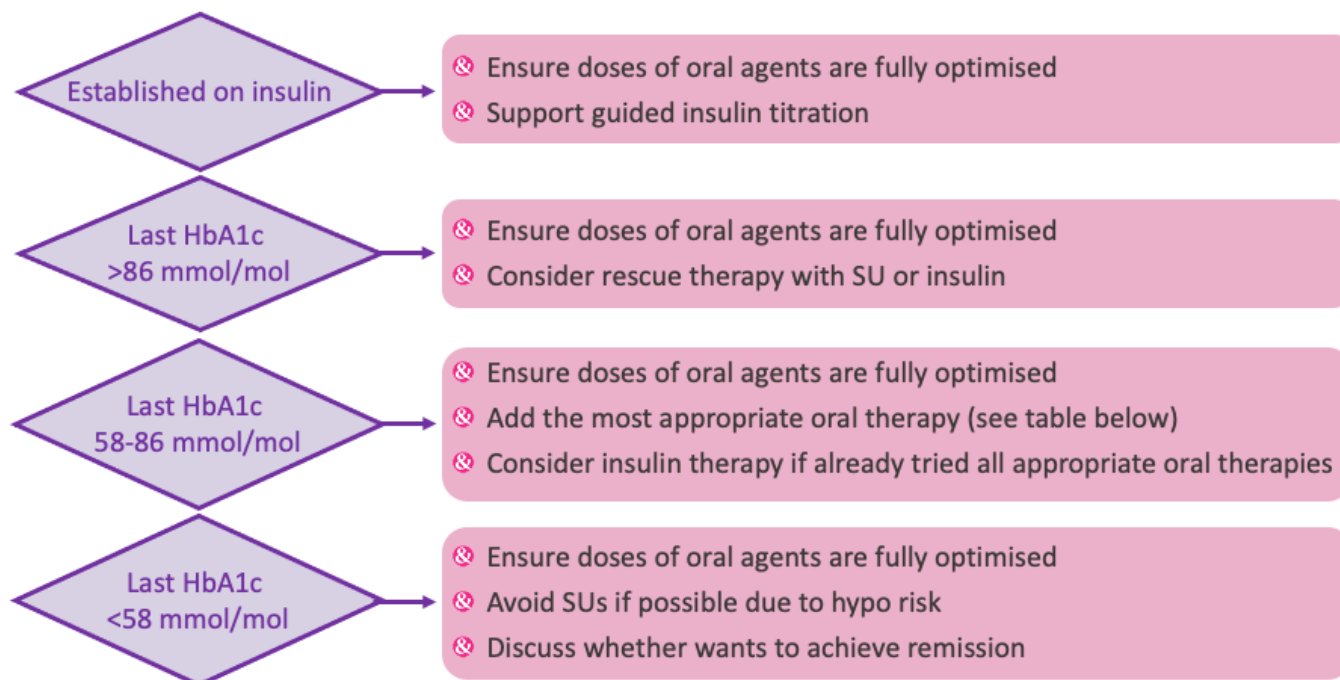 Established on insulin
& Ensure doses of oral agents are fully optimised
& Support guided insulin titration
Last HbA1c
>86 mmol/mol
& Ensure doses of oral agents are fully optimised
& Consider rescue therapy with SU or insulin
Last HbA1c
58-86 mmol/mol
& Ensure doses of oral agents are fully optimised
& Add the most appropriate oral therapy (see table below)
& Consider insulin therapy if already tried all appropriate oral therapies
Last HbA1c
<58 mmol/mol
& Ensure doses of oral agents are fully optimised
& Avoid SUs if possible due to hypo risk
& Discuss whether wants to achieve remission